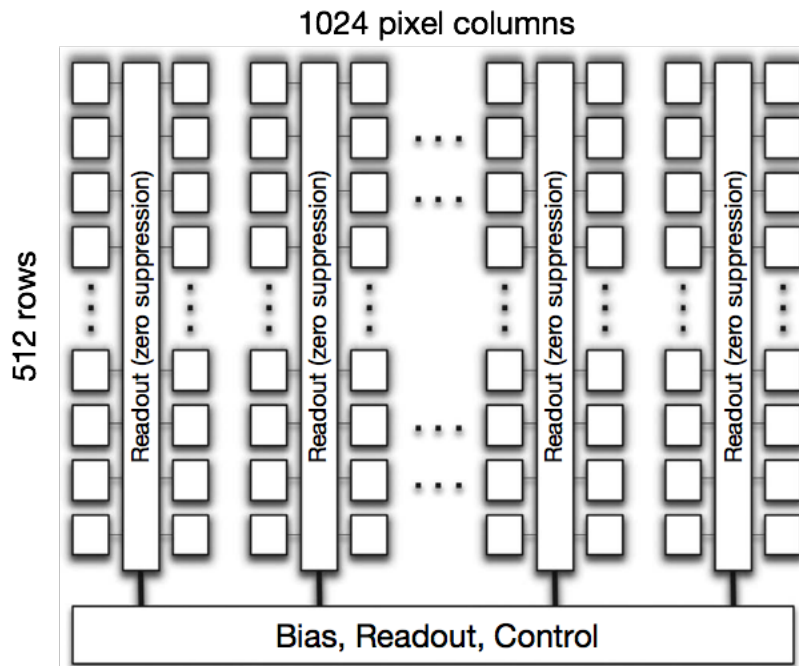 1024 pixel columns
512 rows
Readout (zero suppression)
Readout (zero suppression)
Readout (zero suppression)
Readout (zero suppression)
Bias, Readout, Control